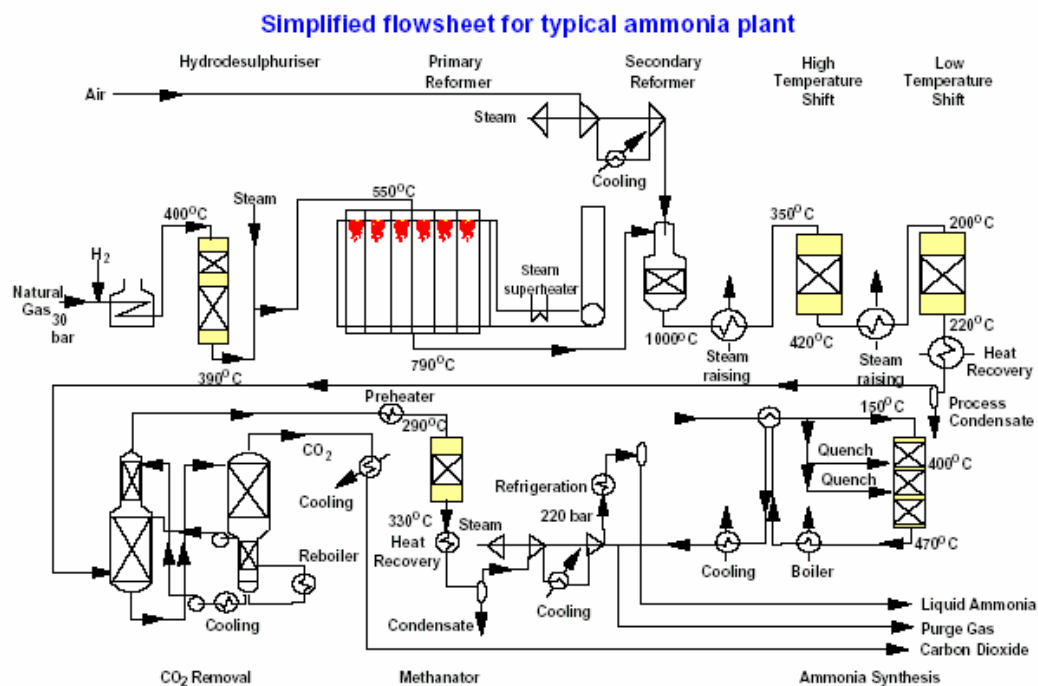 Simplified flowsheet for typical ammonia plant
Hydrodesulphuriser
Primary
Reformer
Secondary
Reformer
High
Temperature
Shift
Low
Temperature
Shift
Air
Steam
Cooling
Steam
400°C
550°C
350°C
200°C
H2
Natural
Gas
30
bar
Steam
superheater
390°C
790°C
1000°C
Steam
raising
420°C
Steam
raising
220°C
Heat
Recovery
Process
Condensate
Preheater
290°C
CO2
Cooling
150°C
Quench
400°C
Quench
Refrigeration
220 bar
330°C
Heat
Recovery
Steam
470°C
Reboiler
Cooling
Cooling
Cooling
Boiler
Condensate
Liquid Ammonia
Purge Gas
Carbon Dioxide
CO2 Removal
Methanator
Ammonia Synthesis